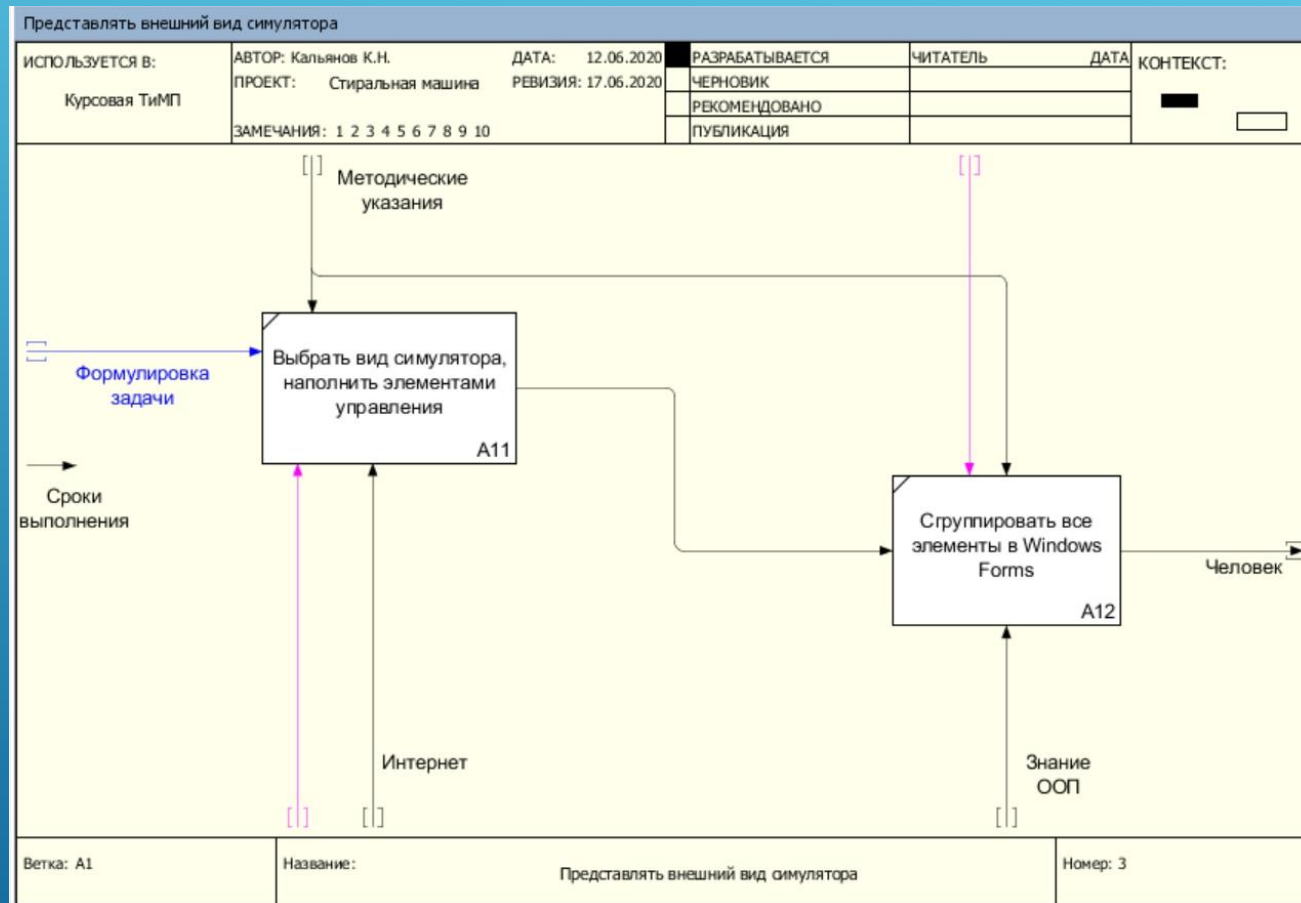 Представлять внешний вид симулятора
ИСПОЛЬЗУЕТСЯ В:
Курсовая ТиМП
АВТОР: Кальянов К.Н.
ДАТА: 12.06.2020
ПРОЕКТ: Стиральная машина
РЕВИЗИЯ: 17.06.2020
ЗАМЕЧАНИЯ: 1 2 3 4 5 6 7 8 9 10
РАЗРАБАТЫВАЕТСЯ
ЧЕРНОВИК
РЕКОМЕНДОВАНО
ПУБЛИКАЦИЯ
ЧИТАТЕЛЬ
ДАТА
КОНТЕКСТ:
Методические
указания
Формулировка
задачи
Выбрать вид симулятора,
наполнить элементами
управления
A11
Сроки
выполнения
Сгруппировать все
элементы в Windows
Forms
A12
Человек
Интернет
Знание
ООП
Ветка: A1
Название:
Представлять внешний вид симулятора
Номер: 3